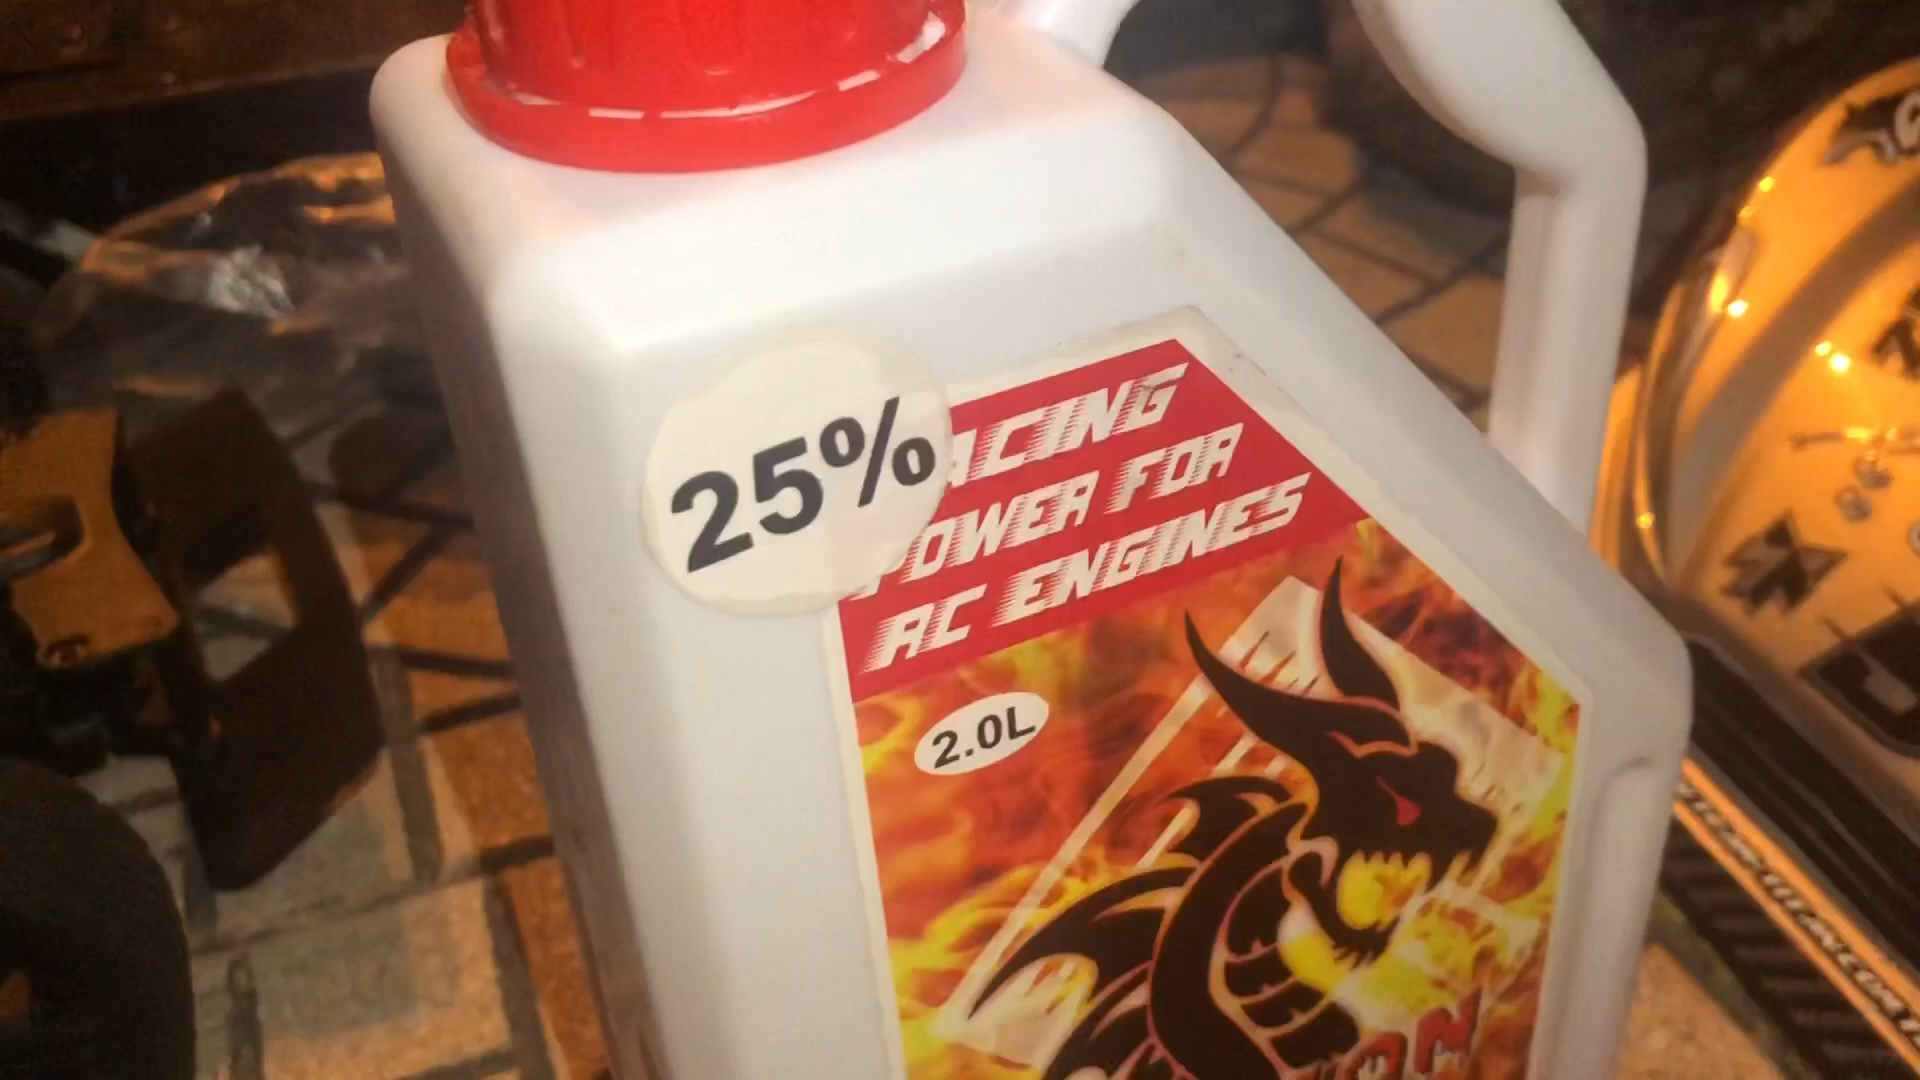 25%
RACING
POWER FOR
RC ENGINES
2.0L